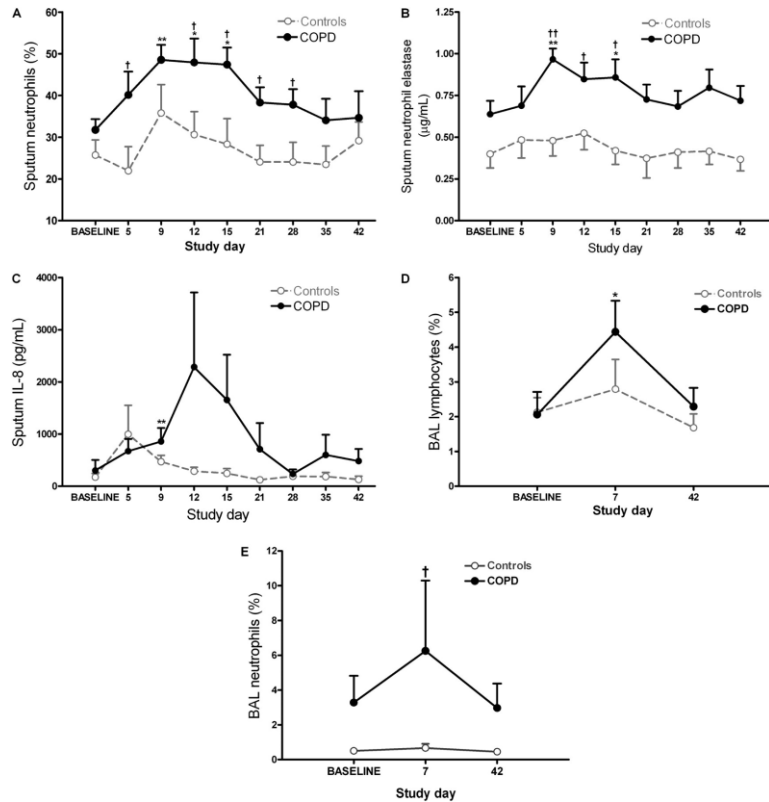 A
Controls
COPD
Sputum neutrophils (%)
60
50
40
30
20
10
†
**
†
*
†
*
†
†
BASELINE 5 9 12 15 21 28 35 42
Study day
B
Controls
COPD
Sputum neutrophil elastase
(µg/mL)
1.25
1.00
0.75
0.50
0.25
0.00
††
**
†
†
*
BASELINE 5 9 12 15 21 28 35 42
Study day
C
Controls
COPD
Sputum IL-8 (pg/mL)
4000
3000
2000
1000
0
**
BASELINE 5 9 12 15 21 28 35 42
Study day
D
Controls
COPD
BAL lymphocytes (%)
6
5
4
3
2
1
0
*
BASELINE 7 42
Study day
E
Controls
COPD
BAL neutrophils (%)
12
10
8
6
4
2
0
†
BASELINE 7 42
Study day